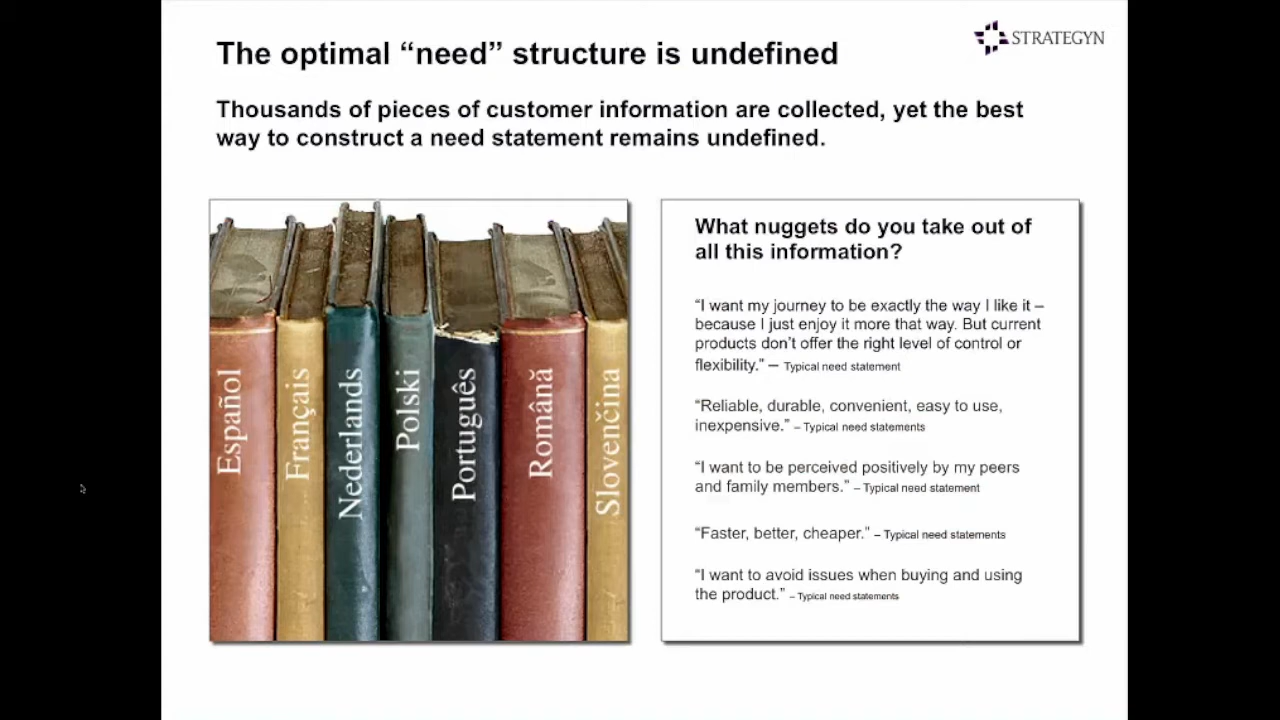 STRATEGYN
The optimal “need” structure is undefined
Thousands of pieces of customer information are collected, yet the best
way to construct a need statement remains undefined.
Español
Français
Nederlands
Polski
Português
Română
Slovenčina
What nuggets do you take out of
all this information?
“I want my journey to be exactly the way I like it –
because I just enjoy it more that way. But current
products don’t offer the right level of control or
flexibility.” – Typical need statement
“Reliable, durable, convenient, easy to use,
inexpensive.” – Typical need statements
“I want to be perceived positively by my peers
and family members.” – Typical need statement
“Faster, better, cheaper.” – Typical need statements
“I want to avoid issues when buying and using
the product.” – Typical need statements